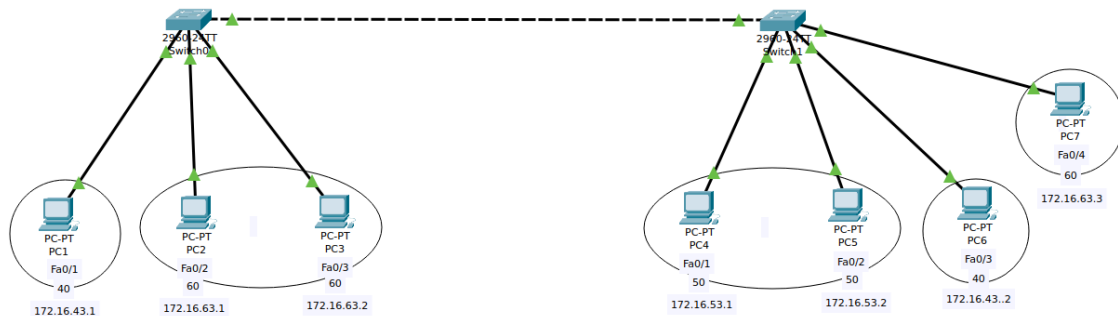 2960-24TT
Switch0
2960-24TT
Switch1
PC-PT
PC7
Fa0/4
60
172.16.63.3
PC-PT
PC1
Fa0/1
40
172.16.43.1
PC-PT
PC2
Fa0/2
60
172.16.63.1
PC-PT
PC3
Fa0/3
60
172.16.63.2
PC-PT
PC4
Fa0/1
50
172.16.53.1
PC-PT
PC5
Fa0/2
50
172.16.53.2
PC-PT
PC6
Fa0/3
40
172.16.43..2